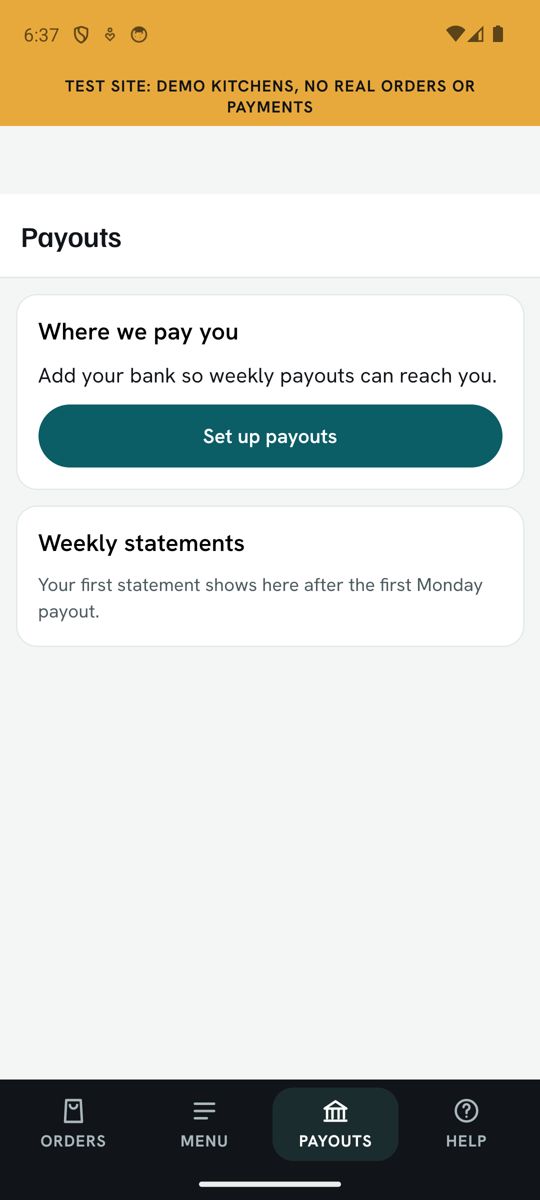 6:37
TEST SITE: DEMO KITCHENS, NO REAL ORDERS OR
PAYMENTS
Payouts
Where we pay you
Add your bank so weekly payouts can reach you.
Set up payouts
Weekly statements
Your first statement shows here after the first Monday
payout.
ORDERS
MENU
PAYOUTS
HELP